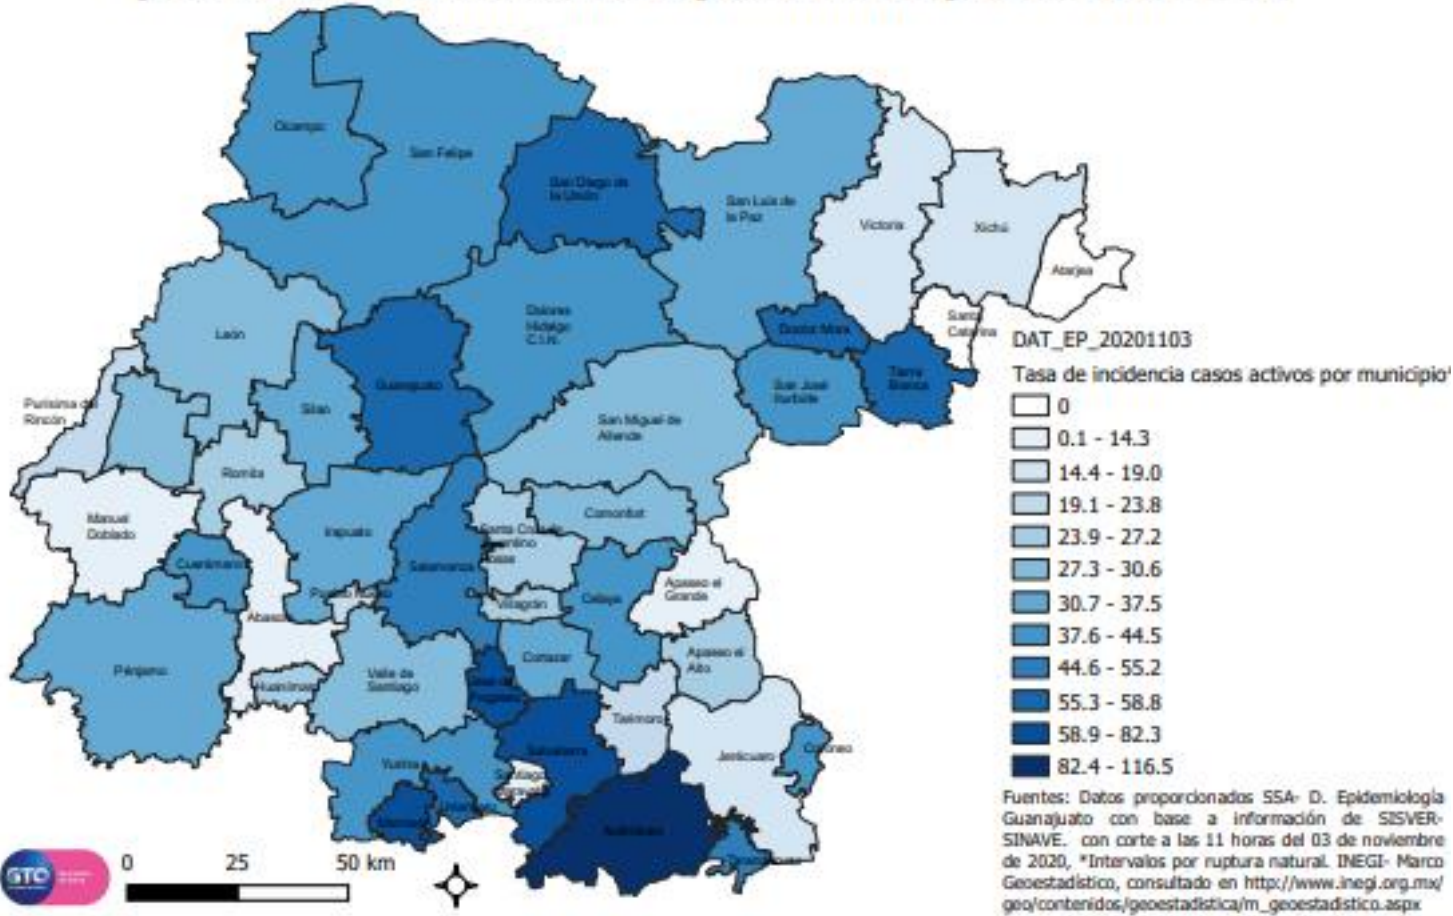 Ocampo
San Felipe
San Diego de
la Unión
San Luis de
la Paz
Victoria
Xichú
Atarjea
Santa
Catarina
León
Dolores
Hidalgo
C.I.N.
Doctor Mora
Tierra
Blanca
San José
Iturbide
Guanajuato
Silao
Purísima del
Rincón
San Miguel de
Allende
Romita
Manuel
Doblado
Irapuato
Comonfort
Cuerámaro
Salamanca
Apaseo el
Grande
Villagrán
Celaya
Abasolo
Pénjamo
Cortazar
Apaseo el
Alto
Huanímaro
Valle de
Santiago
Tarimoro
Jerécuaro
Salvatierra
Yuriria
Santiago
DAT_EP_20201103
Tasa de incidencia casos activos por municipio*
0
0.1 - 14.3
14.4 - 19.0
19.1 - 23.8
23.9 - 27.2
27.3 - 30.6
30.7 - 37.5
37.6 - 44.5
44.6 - 55.2
55.3 - 58.8
58.9 - 82.3
82.4 - 116.5
Fuentes: Datos proporcionados SSA- D. Epidemiología
Guanajuato con base a información de SISVER-
SINAVE. con corte a las 11 horas del 03 de noviembre
de 2020, *Intervalos por ruptura natural. INEGI- Marco
Geoestadístico, consultado en http://www.inegi.org.mx/
geo/contenidos/geoestadistica/m_geoestadistico.aspx
GTO
0 25 50 km